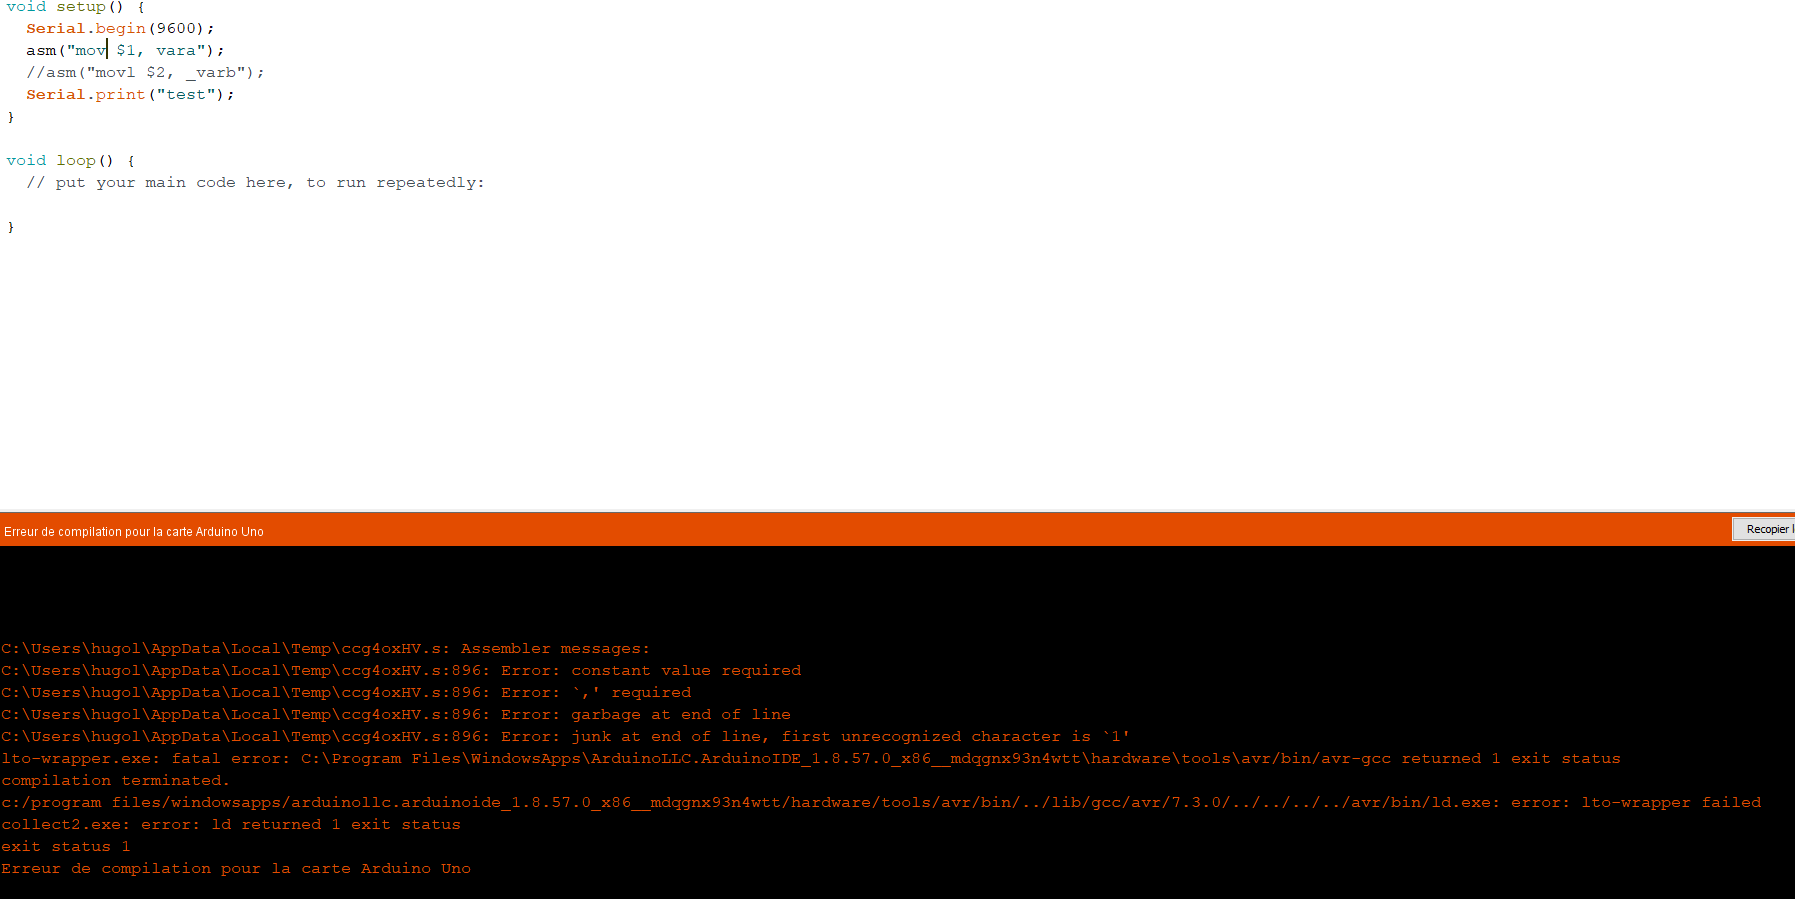 void setup() {
  Serial.begin(9600);
  asm("mov $1, vara");
  //asm("movl $2, _varb");
  Serial.print("test");
}
void loop() {
  // put your main code here, to run repeatedly:
}
Erreur de compilation pour la carte Arduino Uno
Recopier
C:\Users\hugol\AppData\Local\Temp\ccg4oxHV.s: Assembler messages:
C:\Users\hugol\AppData\Local\Temp\ccg4oxHV.s:896: Error: constant value required
C:\Users\hugol\AppData\Local\Temp\ccg4oxHV.s:896: Error: `,' required
C:\Users\hugol\AppData\Local\Temp\ccg4oxHV.s:896: Error: garbage at end of line
C:\Users\hugol\AppData\Local\Temp\ccg4oxHV.s:896: Error: junk at end of line, first unrecognized character is `1'
lto-wrapper.exe: fatal error: C:\Program Files\WindowsApps\ArduinoLLC.ArduinoIDE_1.8.57.0_x86__mdqgnx93n4wtt\hardware\tools\avr/bin/avr-gcc returned 1 exit status
compilation terminated.
c:/program files/windowsapps/arduinollc.arduinoide_1.8.57.0_x86__mdqgnx93n4wtt/hardware/tools/avr/bin/../lib/gcc/avr/7.3.0/../../../../avr/bin/ld.exe: error: lto-wrapper failed
collect2.exe: error: ld returned 1 exit status
exit status 1
Erreur de compilation pour la carte Arduino Uno